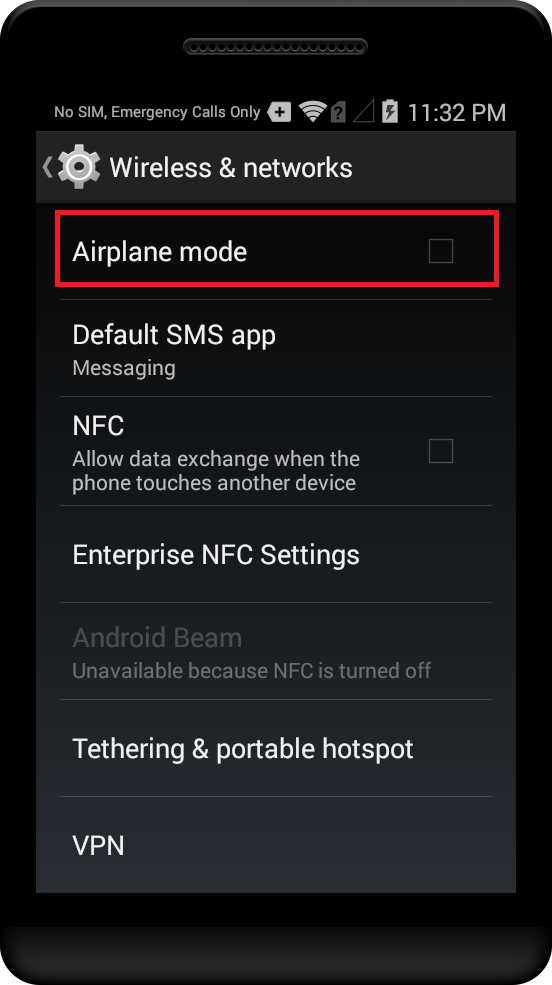 No SIM, Emergency Calls Only 11:32 PM
Wireless & networks
Airplane mode
Default SMS app
Messaging
NFC
Allow data exchange when the
phone touches another device
Enterprise NFC Settings
Android Beam
Unavailable because NFC is turned off
Tethering & portable hotspot
VPN